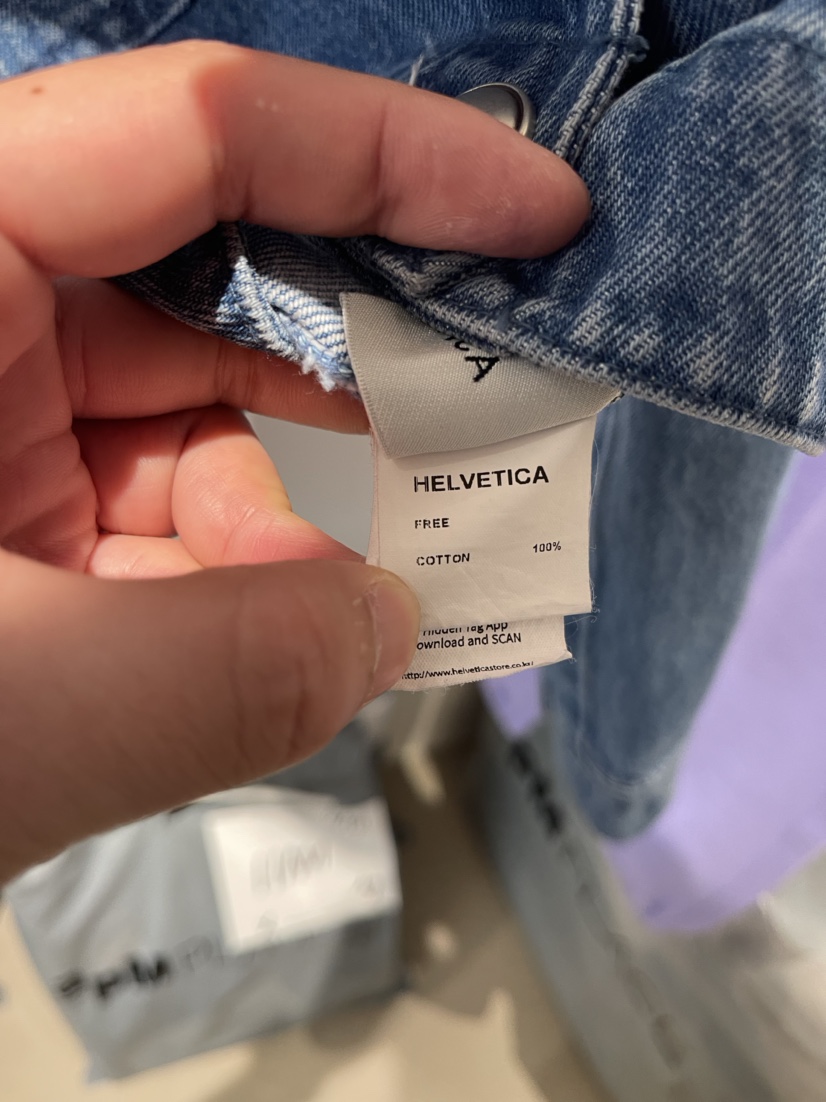 HELVETICA
FREE
COTTON 100%
Hidden Tag App
ownload and SCAN
http://www.helveticastore.co.kr/